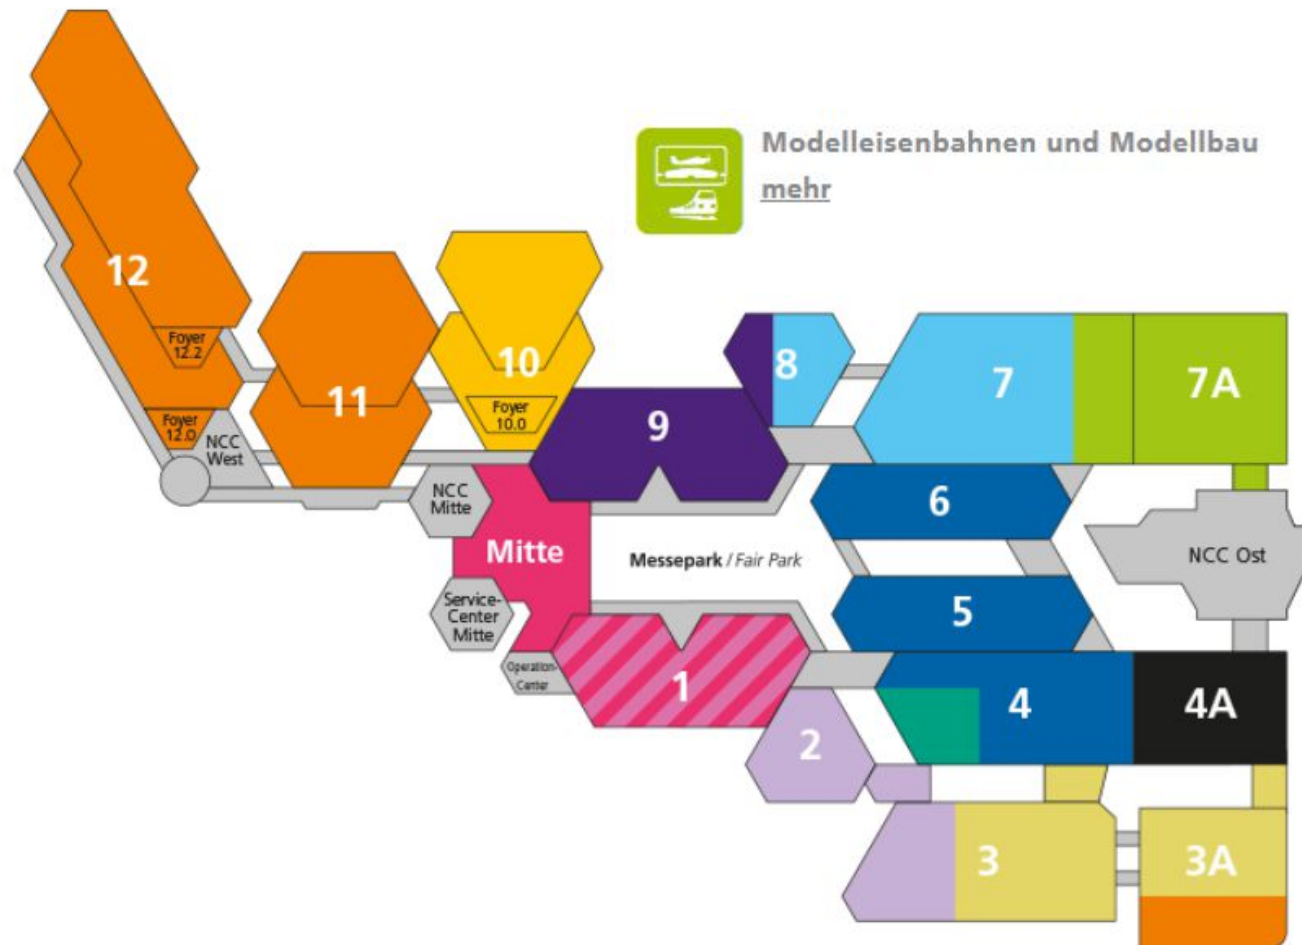 Modelleisenbahnen und Modellbau
mehr
12
Foyer
12.2
Foyer
12.0
NCC
West
11
10
Foyer
10.0
9
8
7
7A
NCC
Mitte
Mitte
Messepark / Fair Park
6
NCC Ost
5
Service-
Center
Mitte
Operation-
Center
1
2
4
4A
3
3A